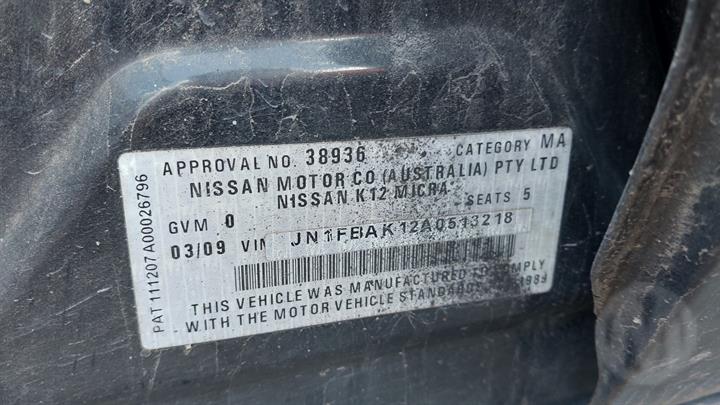 APPROVAL NO. 38936 CATEGORY MA
NISSAN MOTOR CO (AUSTRALIA) PTY LTD
NISSAN K12 MICRA
GVM 0 SEATS 5
03/09 VIN JN1FBAK12A0513218
THIS VEHICLE WAS MANUFACTURED TO COMPLY
WITH THE MOTOR VEHICLE STANDARDS 1989
PAT 111207A00026796